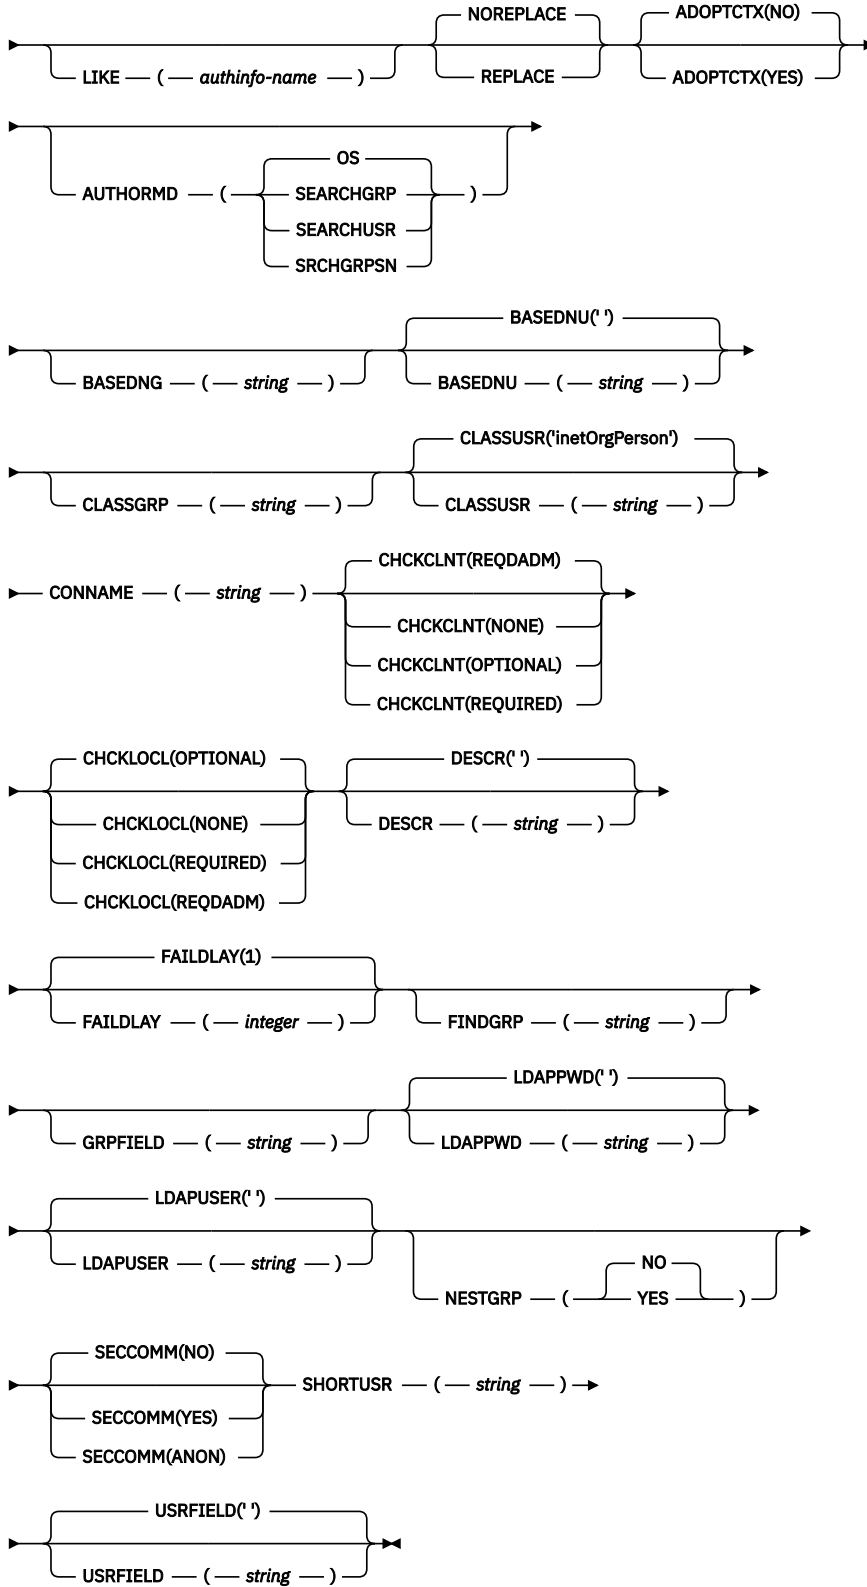 NOREPLACE ADOPTCTX(NO)
LIKE ( authinfo-name ) REPLACE ADOPTCTX(YES)
OS
AUTHORMD ( SEARCHGRP )
SEARCHUSR
SRCHGRPSN
BASEDNU(' ')
BASEDNG ( string ) BASEDNU ( string )
CLASSUSR('inetOrgPerson')
CLASSGRP ( string ) CLASSUSR ( string )
CHCKCLNT(REQDADM)
CONNAME ( string )
CHCKCLNT(NONE)
CHCKCLNT(OPTIONAL)
CHCKCLNT(REQUIRED)
CHCKLOCL(OPTIONAL) DESCR(' ')
CHCKLOCL(NONE) DESCR ( string )
CHCKLOCL(REQUIRED)
CHCKLOCL(REQDADM)
FAILDLAY(1)
FAILDLAY ( integer ) FINDGRP ( string )
LDAPPWD(' ')
GRPFIELD ( string ) LDAPPWD ( string )
LDAPUSER(' ')
LDAPUSER ( string ) NO
NESTGRP ( YES )
SECCOMM(NO)
SHORTUSR ( string )
SECCOMM(YES)
SECCOMM(ANON)
USRFIELD(' ')
USRFIELD ( string )